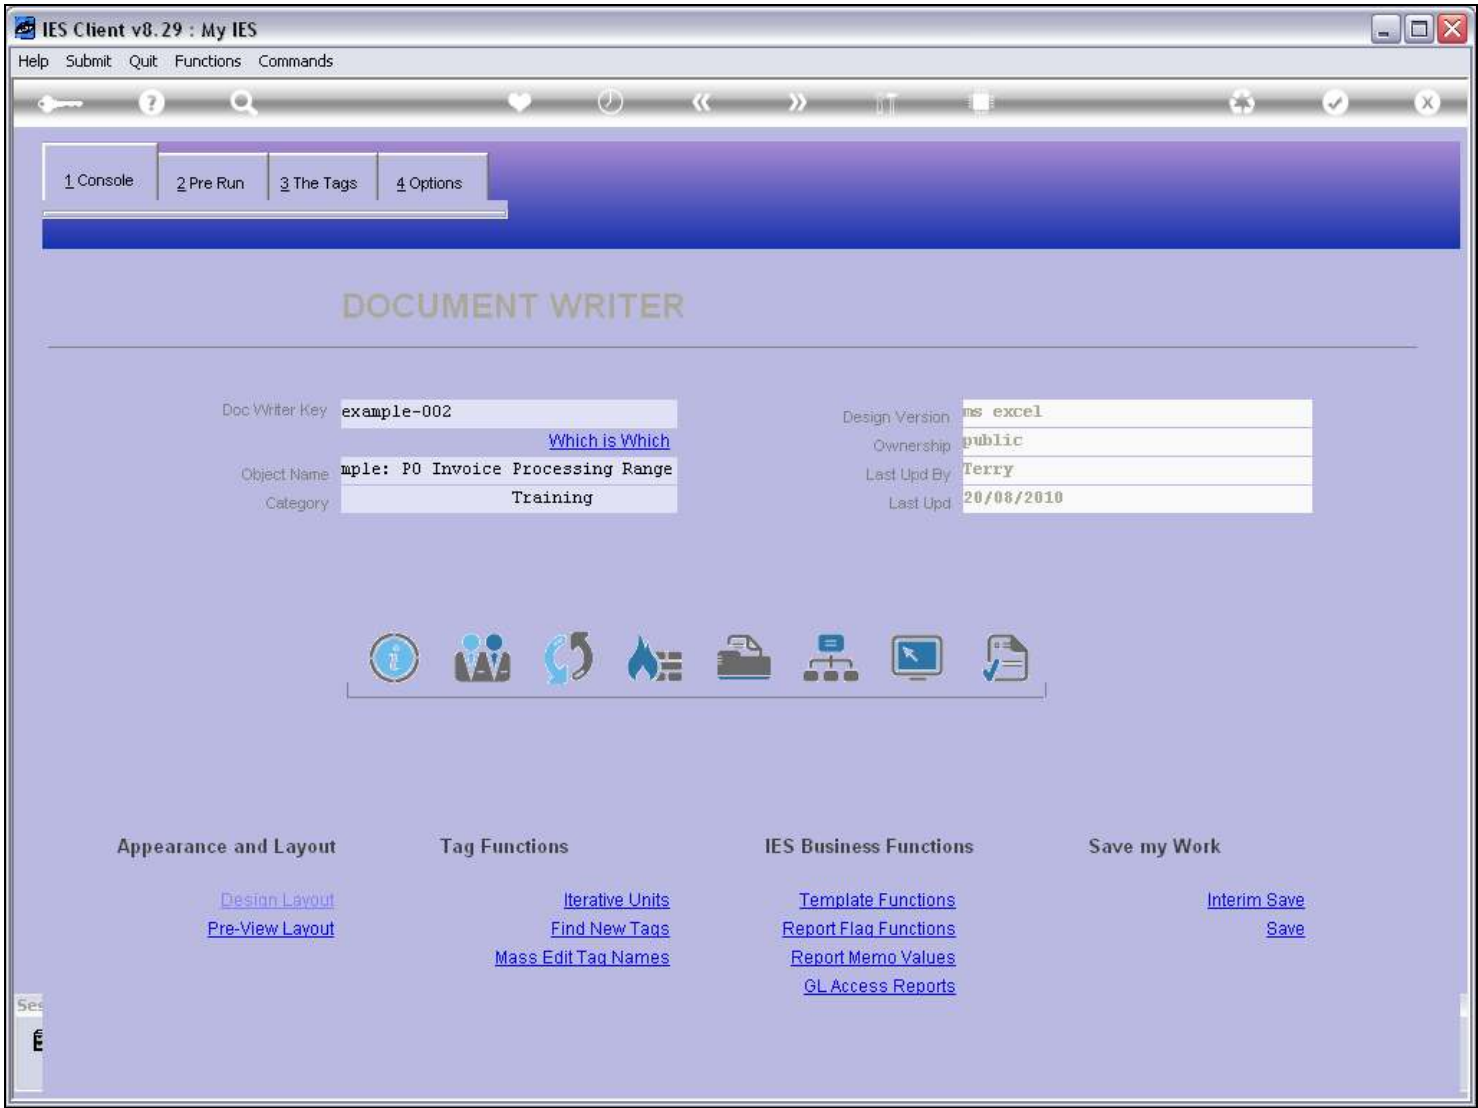 IES Client v8.29 : My IES
Help Submit Quit Functions Commands
1 Console
2 Pre Run
3 The Tags
4 Options
DOCUMENT WRITER
Doc Writer Key example-002
Which is Which
Object Name mple: PO Invoice Processing Range
Category Training
Design Version ms excel
Ownership public
Last Upd By Terry
Last Upd 20/08/2010
Appearance and Layout
Design Layout
Pre-View Layout
Tag Functions
Iterative Units
Find New Tags
Mass Edit Tag Names
IES Business Functions
Template Functions
Report Flag Functions
Report Memo Values
GL Access Reports
Save my Work
Interim Save
Save